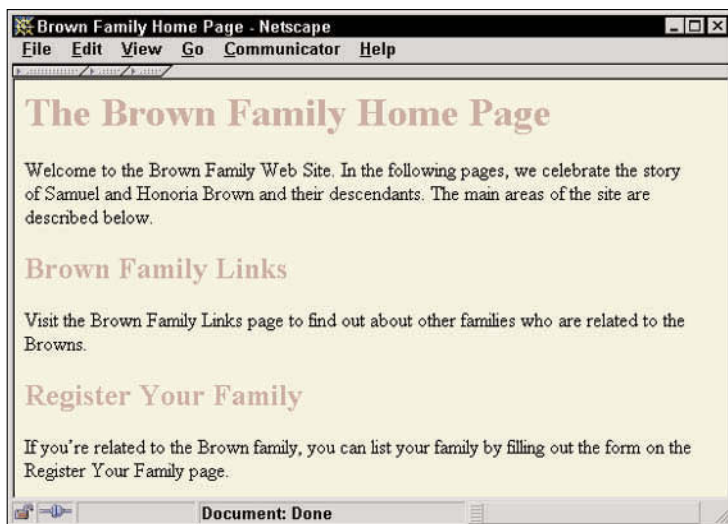 Brown Family Home Page - Netscape
File Edit View Go Communicator Help
The Brown Family Home Page
Welcome to the Brown Family Web Site. In the following pages, we celebrate the story
of Samuel and Honoria Brown and their descendants. The main areas of the site are
described below.
Brown Family Links
Visit the Brown Family Links page to find out about other families who are related to the
Browns.
Register Your Family
If you're related to the Brown family, you can list your family by filling out the form on the
Register Your Family page.
Document: Done